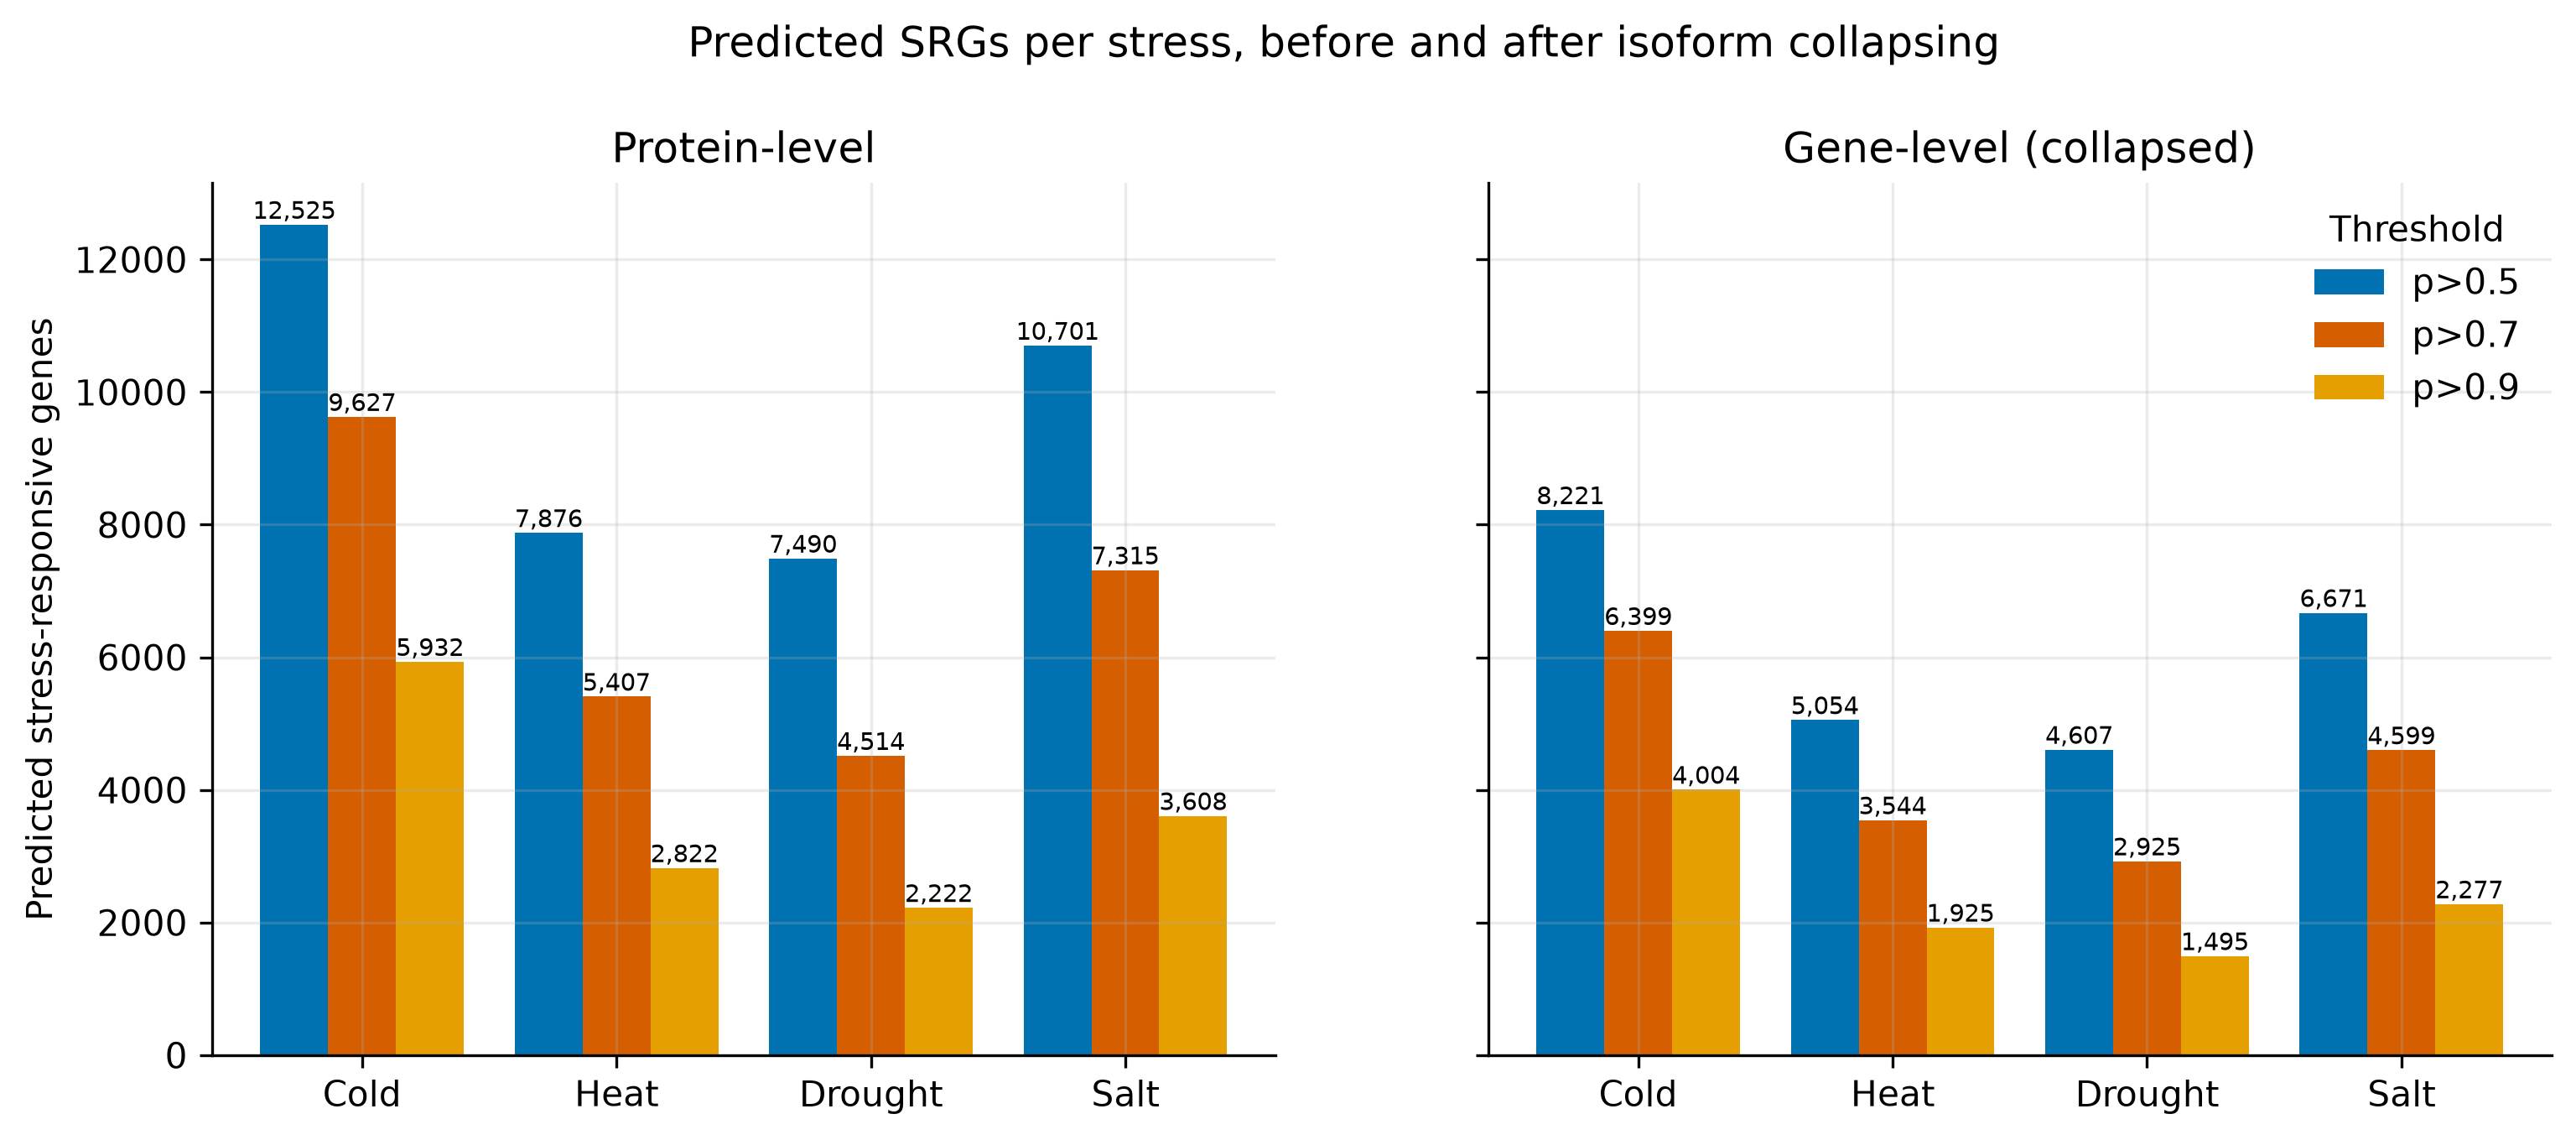 Predicted SRGs per stress, before and after isoform collapsing
Protein-level
Predicted stress-responsive genes
12000
10000
8000
6000
4000
2000
0
12,525
9,627
5,932
7,876
5,407
2,822
7,490
4,514
2,222
10,701
7,315
3,608
Cold
Heat
Drought
Salt
Gene-level (collapsed)
Threshold
p>0.5
p>0.7
p>0.9
8,221
6,399
4,004
5,054
3,544
1,925
4,607
2,925
1,495
6,671
4,599
2,277
Cold
Heat
Drought
Salt